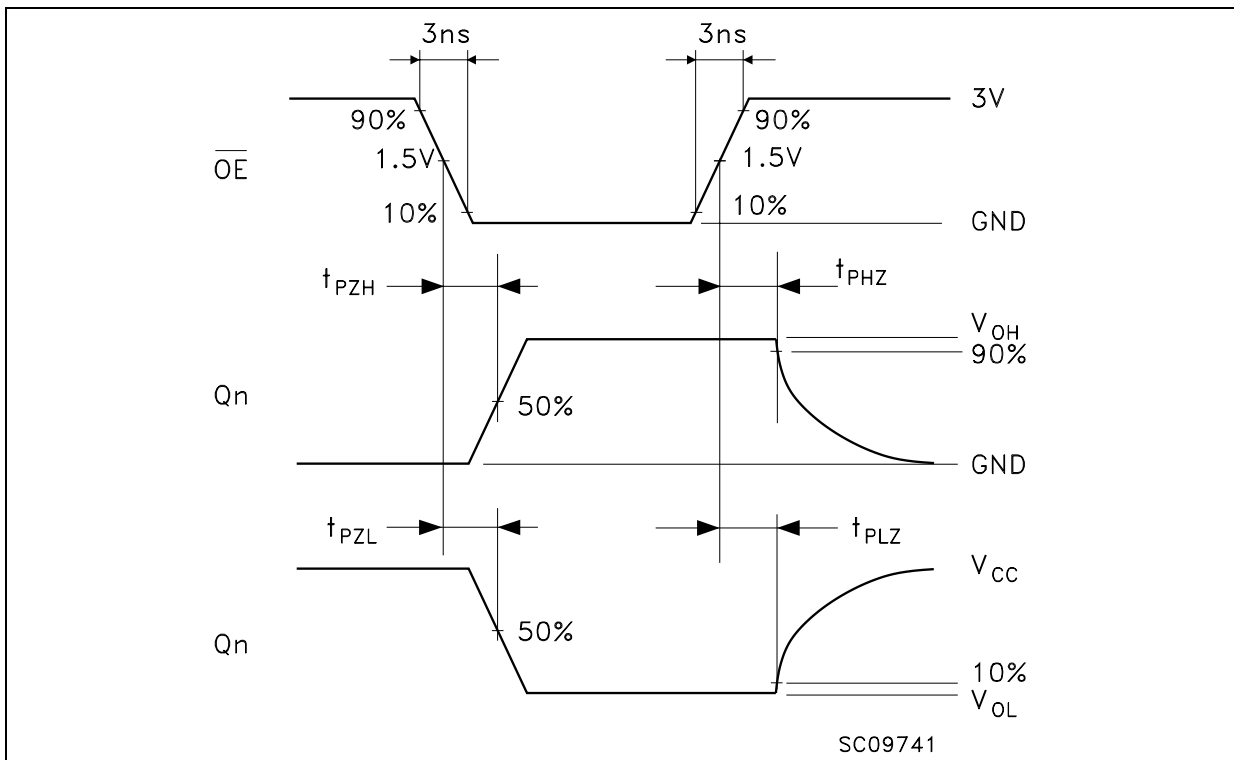 3ns 3ns
3V
90% 90%
O̅E̅ 1.5V 1.5V
10% 10%
GND
tPZH tPHZ
VOH
90%
Qn 50%
GND
tPZL tPLZ
VCC
Qn 50%
10%
VOL
SC09741